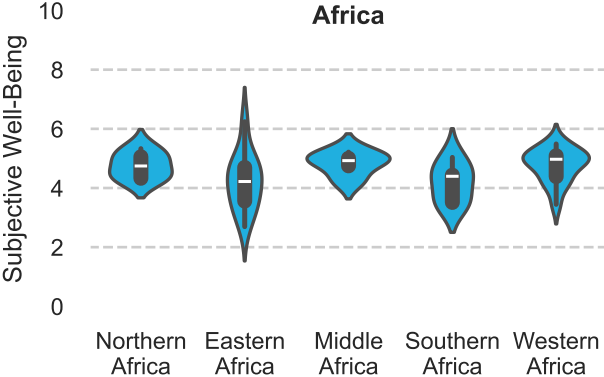 Africa
Subjective Well-Being
10
8
6
4
2
0
Northern Africa
Eastern Africa
Middle Africa
Southern Africa
Western Africa